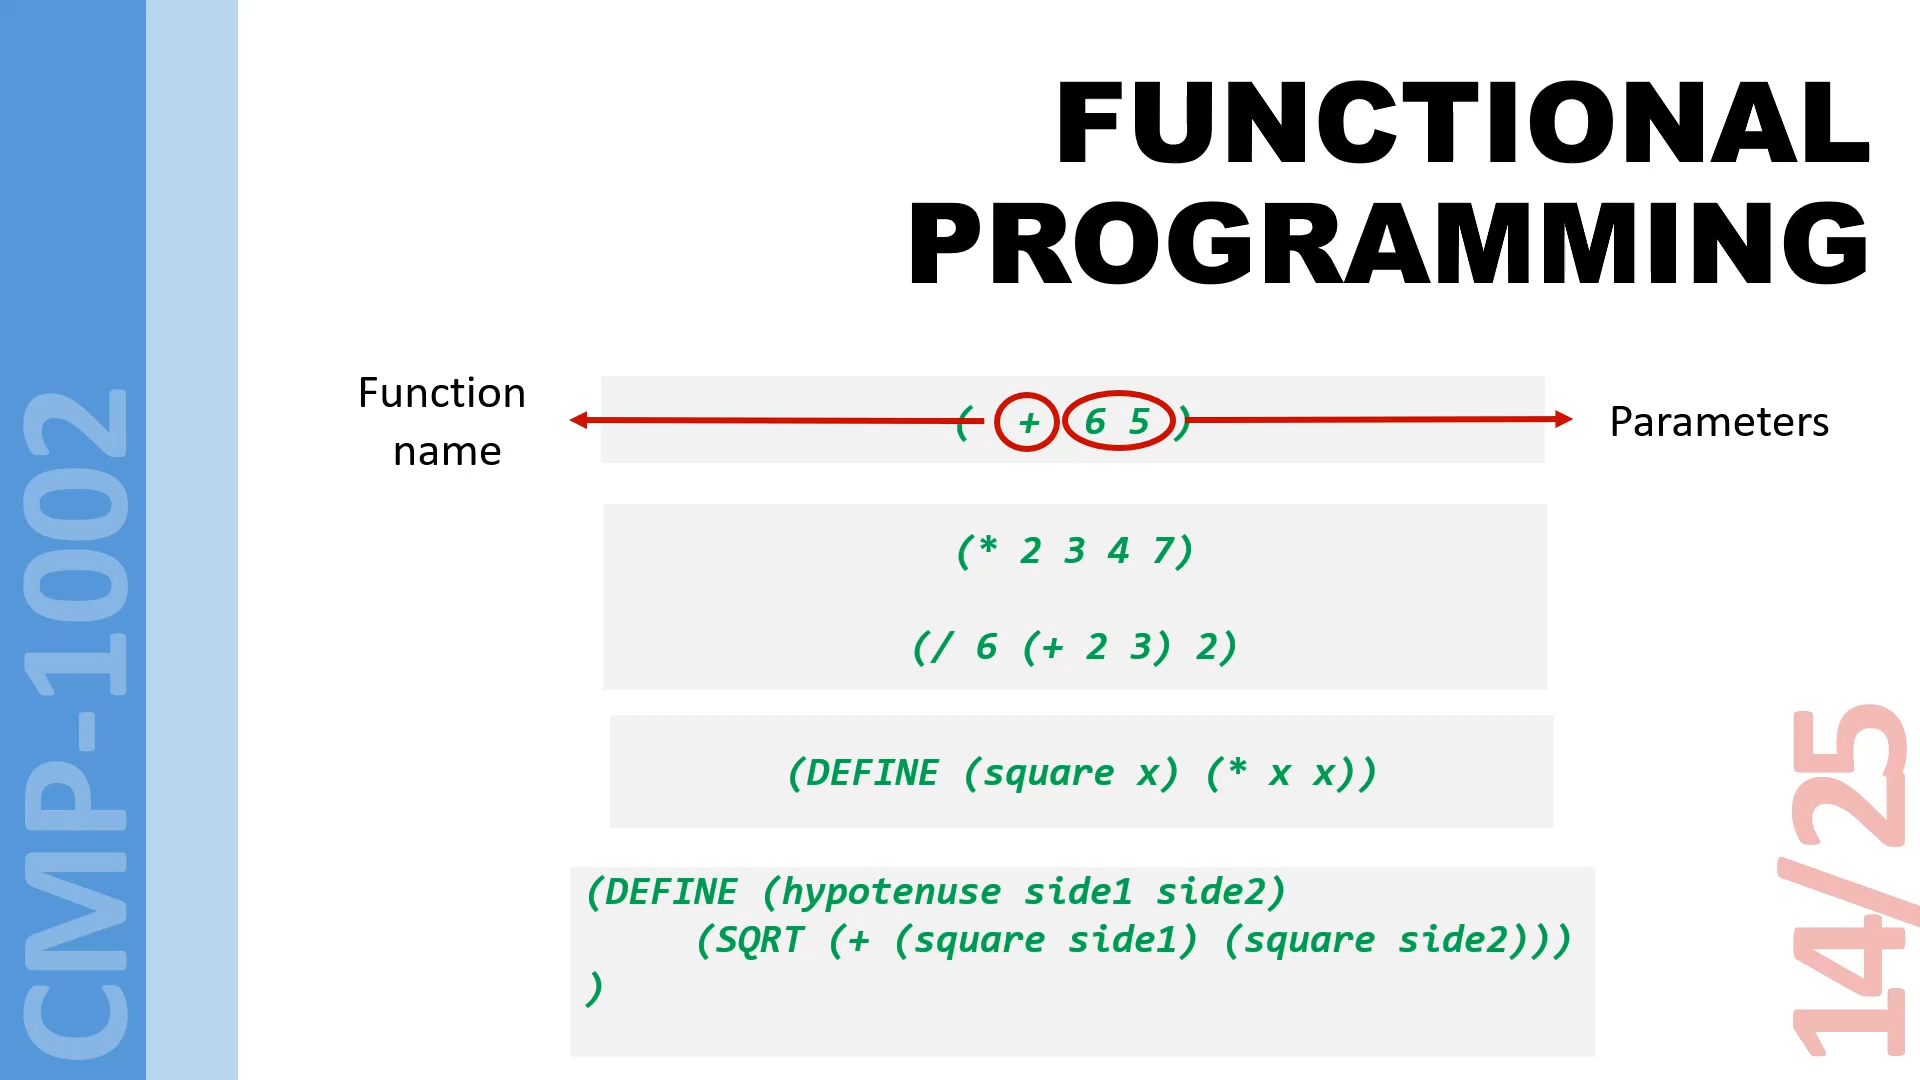 CMP-1002
FUNCTIONAL
PROGRAMMING
Function
name
( + 6 5 )
Parameters
(* 2 3 4 7)
(/ 6 (+ 2 3) 2)
(DEFINE (square x) (* x x))
(DEFINE (hypotenuse side1 side2)
(SQRT (+ (square side1) (square side2)))
)
14/25